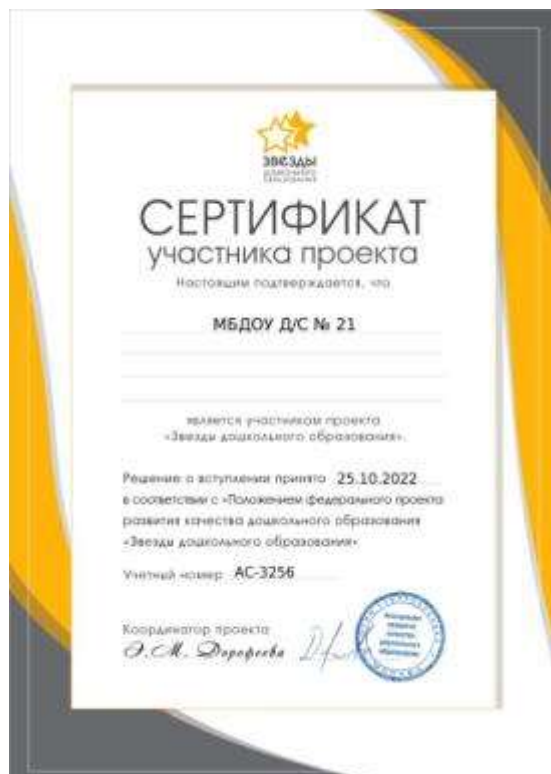 ЗВЕЗДЫ
ДОШКОЛЬНОГО
ОБРАЗОВАНИЯ
СЕРТИФИКАТ
участника проекта
Настоящим подтверждается, что
МБДОУ Д/С № 21
является участником проекта
«Звезды дошкольного образования».
Решение о вступлении принято 25.10.2022
в соответствии с «Положением федерального проекта
развития качества дошкольного образования
«Звезды дошкольного образования»
Учетный номер АС-3256
Координатор проекта
Э.М. Дорофеева